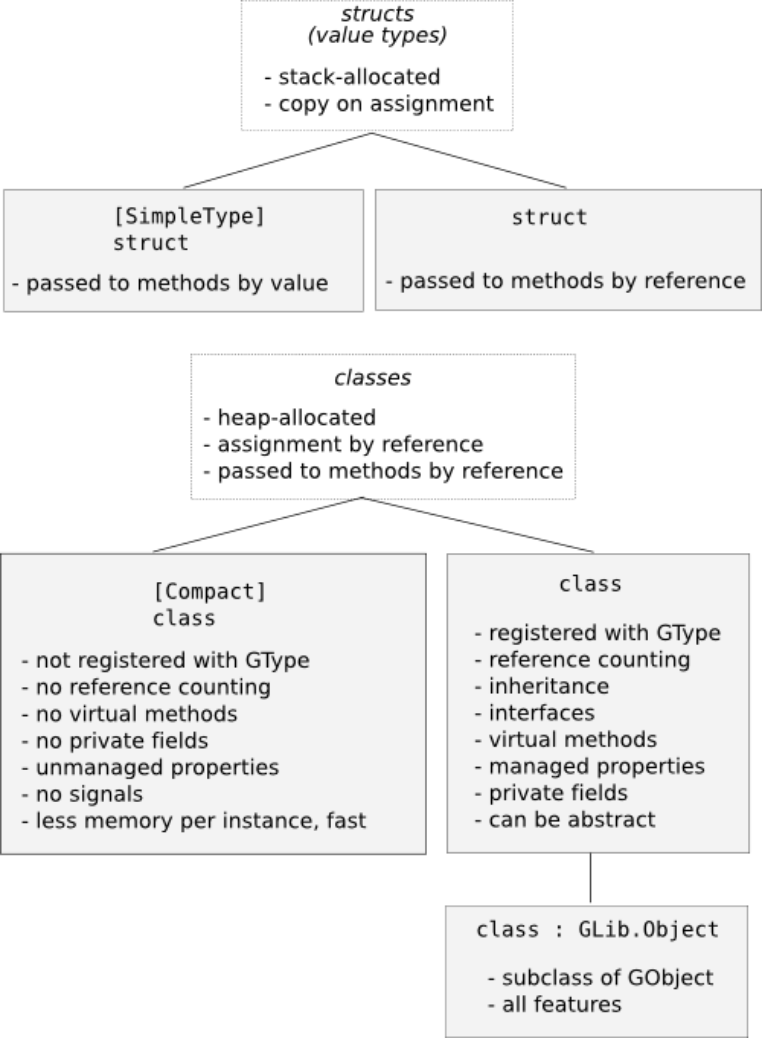 structs
(value types)
- stack-allocated
- copy on assignment
[SimpleType]
struct
- passed to methods by value
struct
- passed to methods by reference
classes
- heap-allocated
- assignment by reference
- passed to methods by reference
[Compact]
class
- not registered with GType
- no reference counting
- no virtual methods
- no private fields
- unmanaged properties
- no signals
- less memory per instance, fast
class
- registered with GType
- reference counting
- inheritance
- interfaces
- virtual methods
- managed properties
- private fields
- can be abstract
class : GLib.Object
- subclass of GObject
- all features